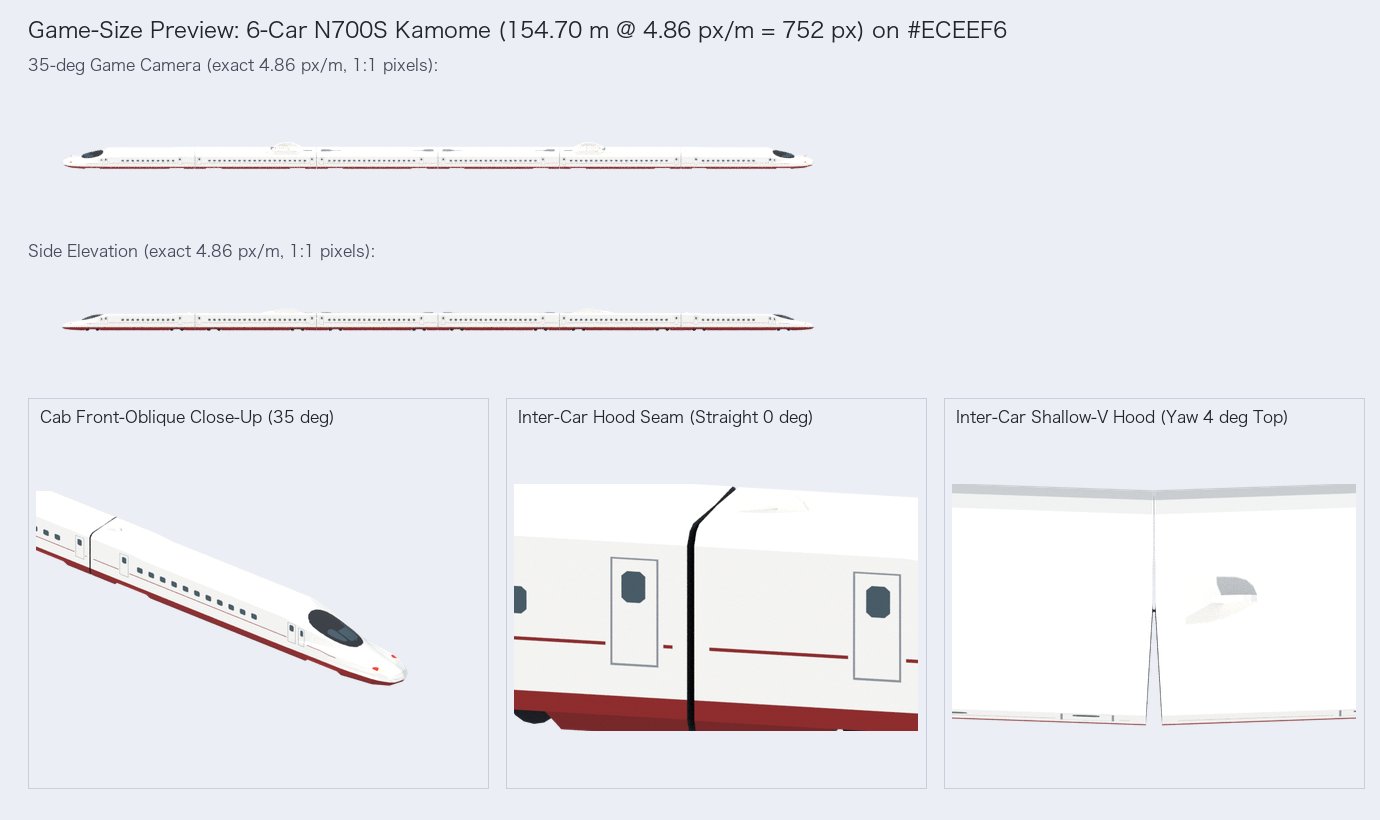 Game-Size Preview: 6-Car N700S Kamome (154.70 m @ 4.86 px/m = 752 px) on #ECEEF6
35-deg Game Camera (exact 4.86 px/m, 1:1 pixels):
Side Elevation (exact 4.86 px/m, 1:1 pixels):
Cab Front-Oblique Close-Up (35 deg)
Inter-Car Hood Seam (Straight 0 deg)
Inter-Car Shallow-V Hood (Yaw 4 deg Top)